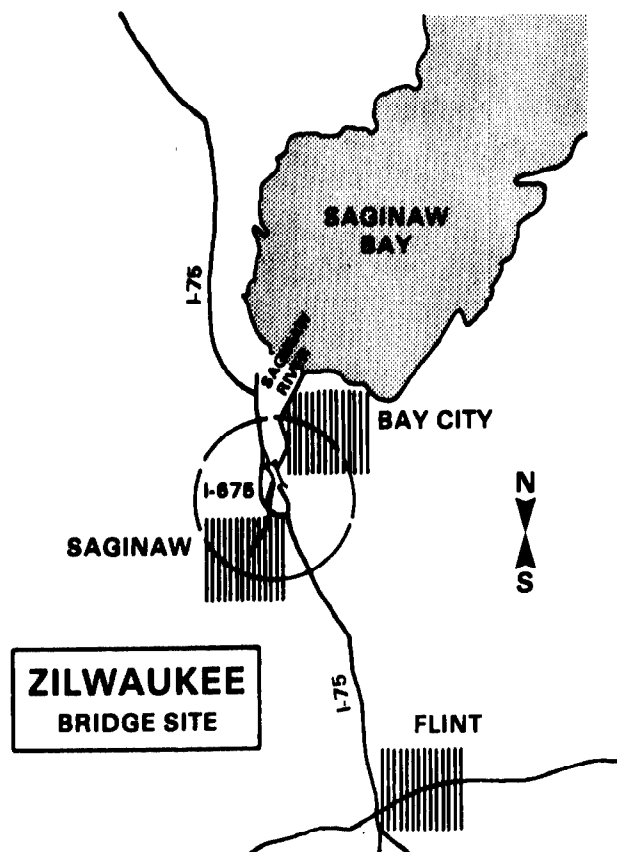 SAGINAW
BAY
I-75
SAGINAW
RIVER
BAY CITY
I-675
N
S
SAGINAW
ZILWAUKEE
BRIDGE SITE
I-75
FLINT